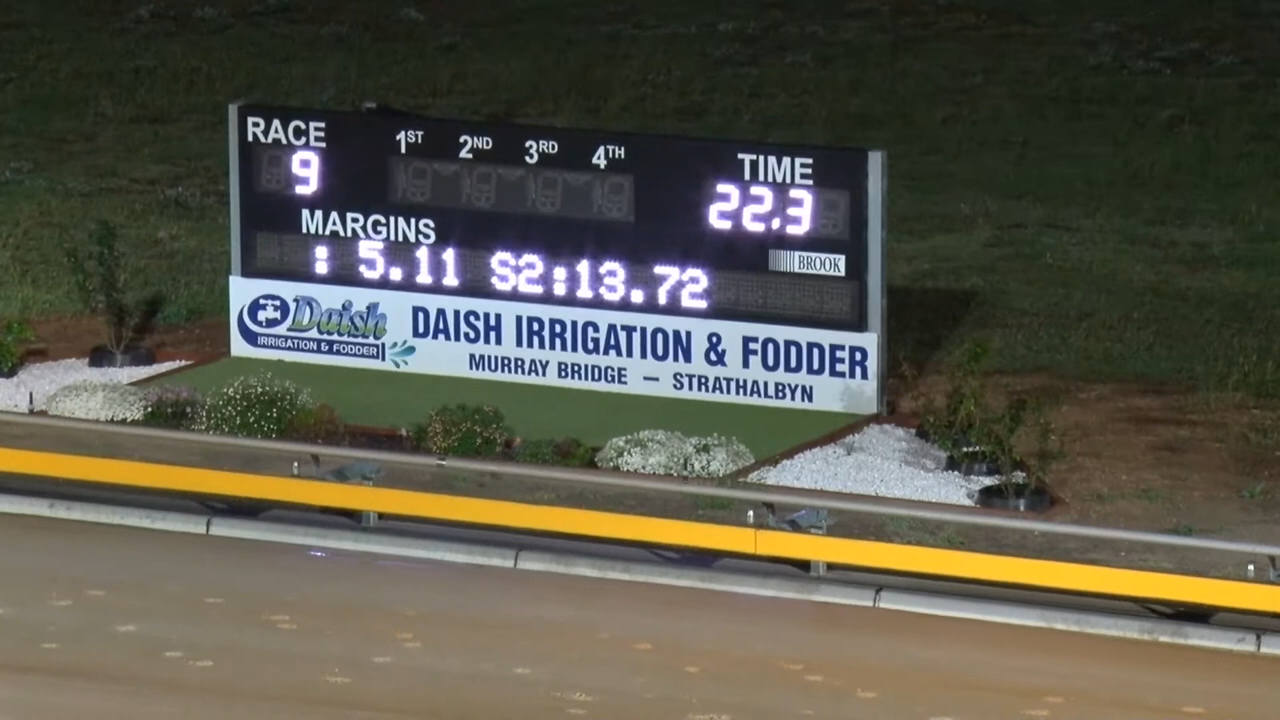 RACE 1ST 2ND 3RD 4TH TIME
9 22.3
MARGINS
: 5.11 S2:13.72
BROOK
Daish
IRRIGATION & FODDER
DAISH IRRIGATION & FODDER
MURRAY BRIDGE – STRATHALBYN